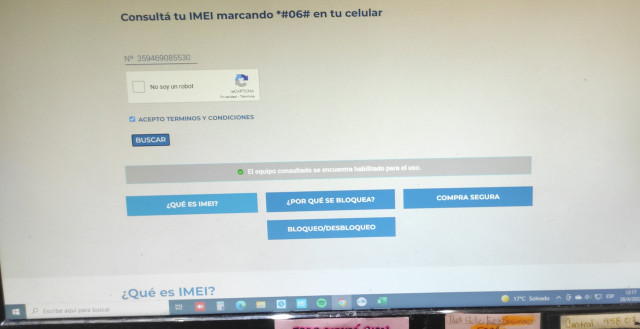 Consultá tu IMEI marcando *#06# en tu celular
Nº 359469085530
No soy un robot
reCAPTCHA
Privacidad - Términos
ACEPTO TERMINOS Y CONDICIONES
BUSCAR
El equipo consultado se encuentra habilitado para el uso.
¿QUÉ ES IMEI?
¿POR QUÉ SE BLOQUEA?
COMPRA SEGURA
BLOQUEO/DESBLOQUEO
¿Qué es IMEI?
Escribe aquí para buscar
17°C Soleado
ESP